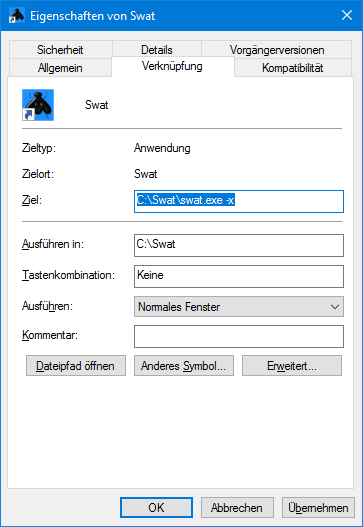 Eigenschaften von Swat
Sicherheit Details Vorgängerversionen
Allgemein Verknüpfung Kompatibilität
Swat
Zieltyp: Anwendung
Zielort: Swat
Ziel: C:\Swat\swat.exe -x
Ausführen in: C:\Swat
Tastenkombination: Keine
Ausführen: Normales Fenster
Kommentar:
Dateipfad öffnen Anderes Symbol... Erweitert...
OK Abbrechen Übernehmen